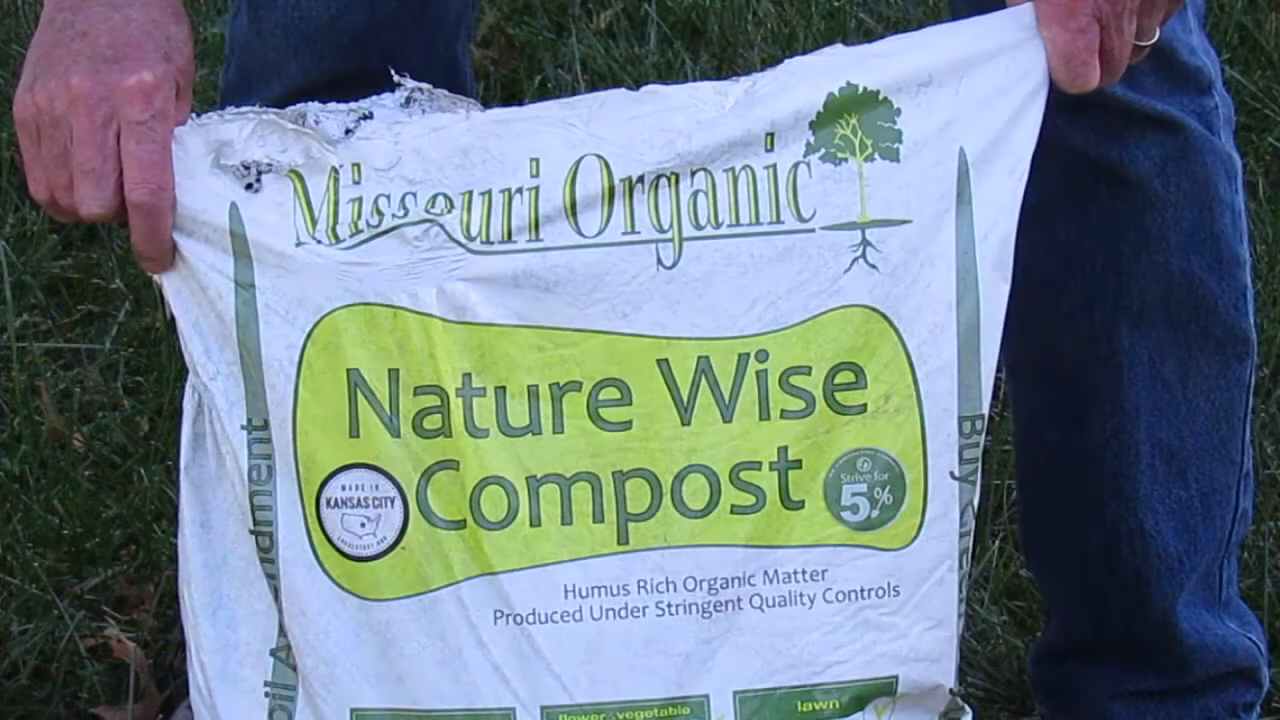 Missouri Organic
Nature Wise
Compost
MADE IN
KANSAS CITY
Strive for
5%
Humus Rich Organic Matter
Produced Under Stringent Quality Controls
flower . vegetable
lawn
Buy